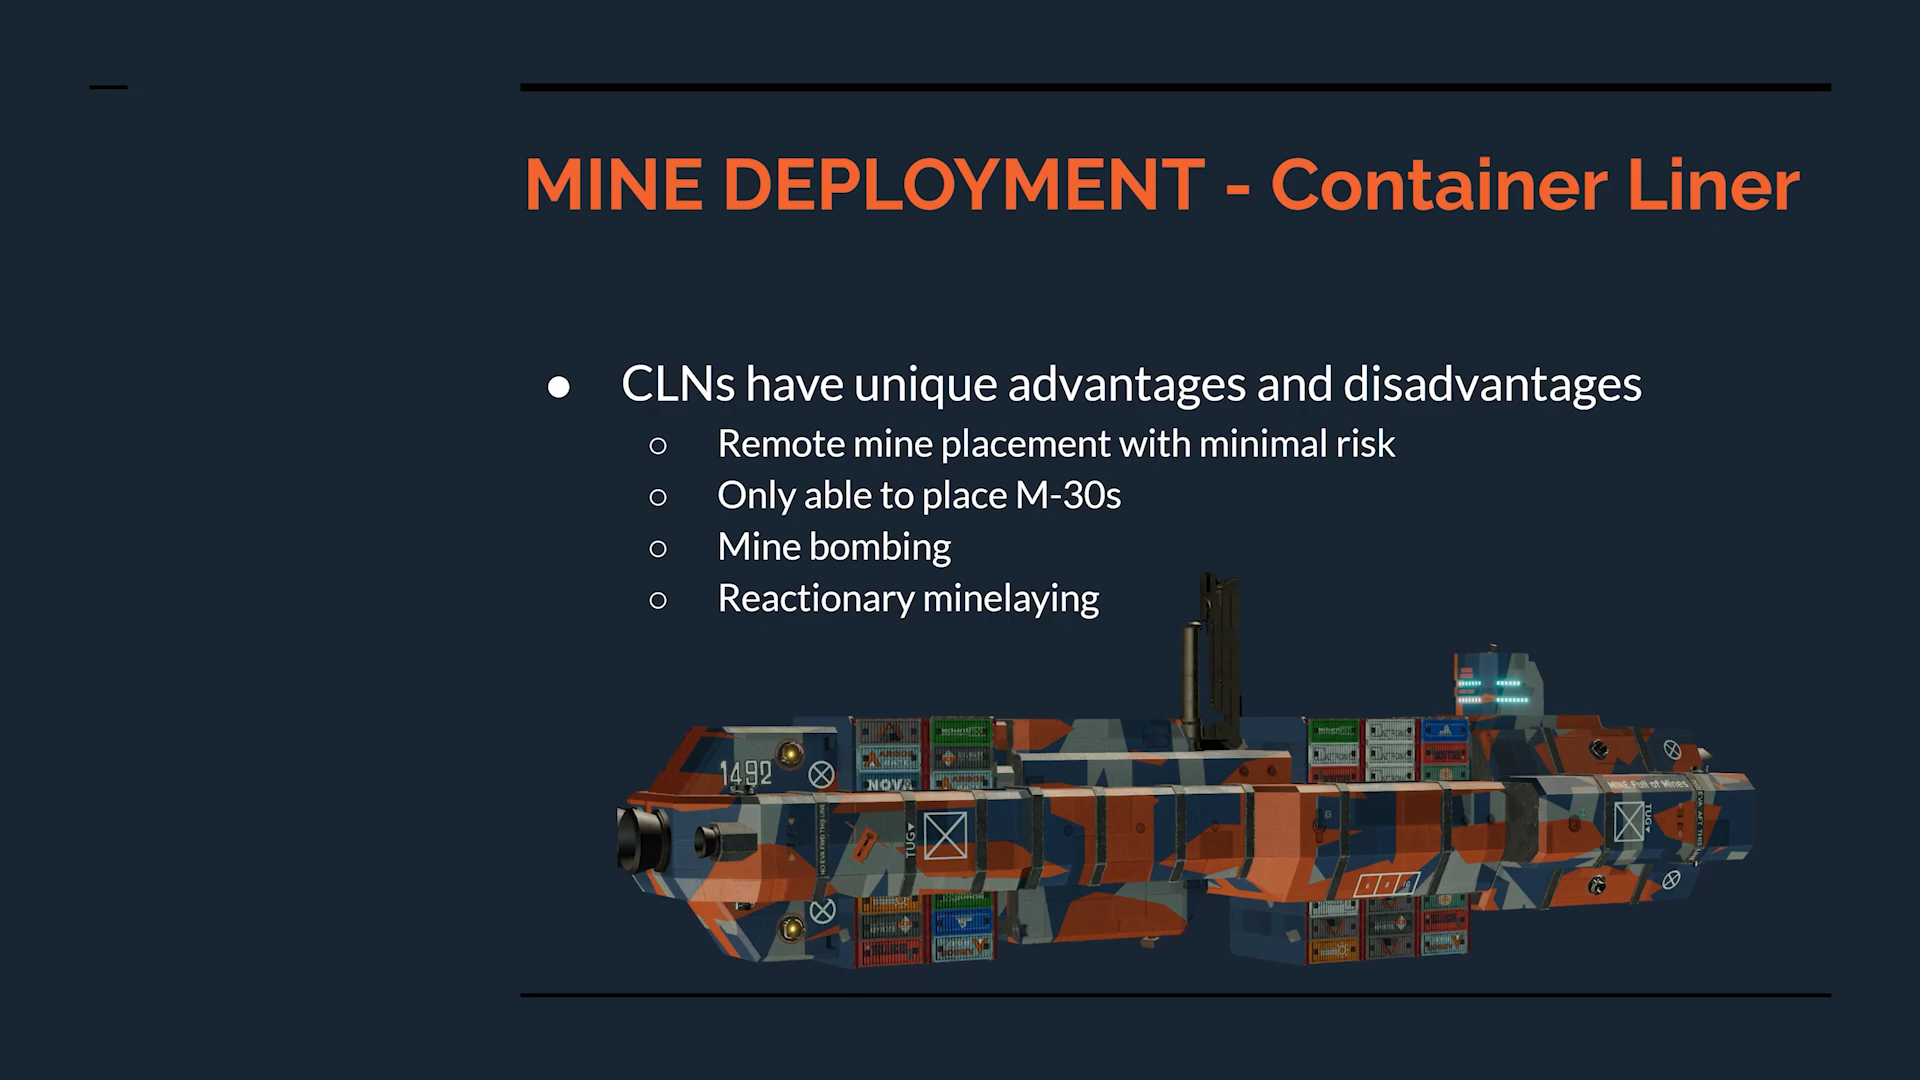 MINE DEPLOYMENT - Container Liner
● CLNs have unique advantages and disadvantages
○ Remote mine placement with minimal risk
○ Only able to place M-30s
○ Mine bombing
○ Reactionary minelaying
1492
NOVA
TUG
TUG